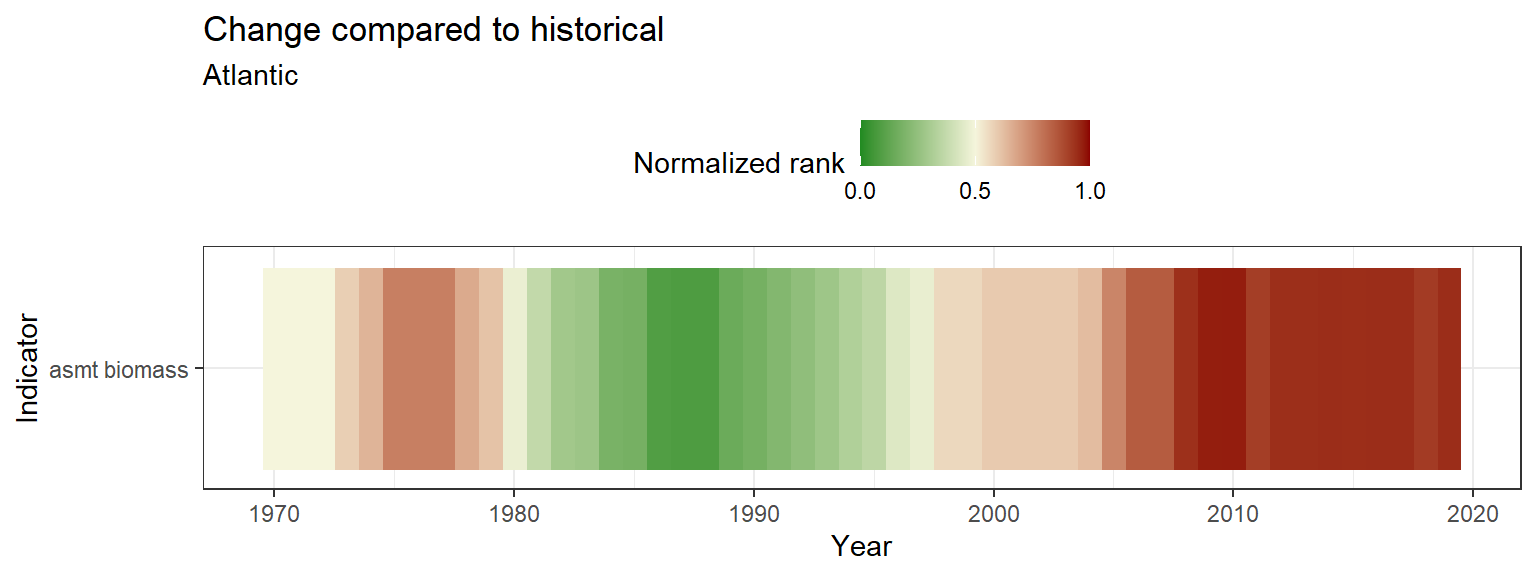 Change compared to historical
Atlantic
Normalized rank
0.0 0.5 1.0
Indicator
asmt biomass
1970 1980 1990 2000 2010 2020
Year